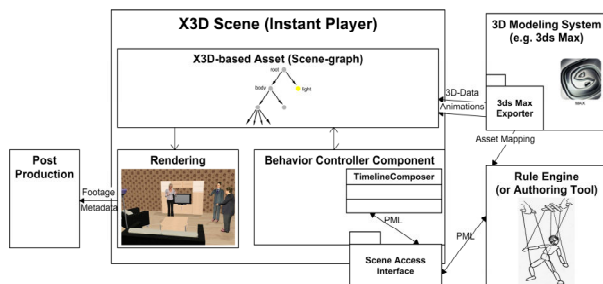 X3D Scene (Instant Player)
3D Modeling System
(e.g. 3ds Max)
X3D-based Asset (Scene-graph)
root
body
light
3D-Data
Animations
3ds Max
Exporter
Asset Mapping
Post
Production
Footage
Metadata
Rendering
Behavior Controller Component
TimelineComposer
PML
Scene Access
Interface
PML
Rule Engine
(or Authoring Tool)